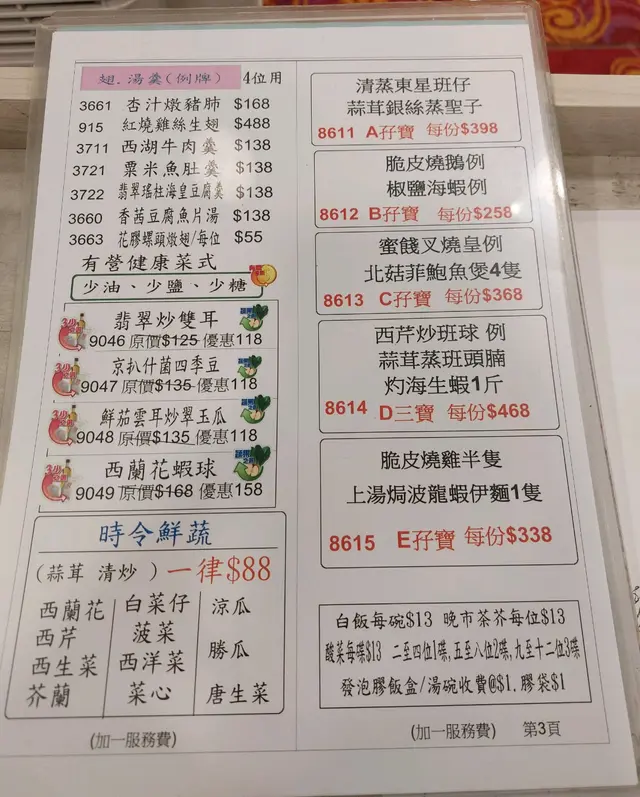 翅.湯羹(例牌) 4位用
3661 杏汁燉豬肺 $168
915 紅燒雞絲生翅 $488
3711 西湖牛肉羹 $138
3721 粟米魚肚羹 $138
3722 翡翠瑤柱海皇豆腐羹 $138
3660 香茜豆腐魚片湯 $138
3663 花膠螺頭燉翅/每位 $55
有營健康菜式
少油、少鹽、少糖
翡翠炒雙耳
9046 原價$125 優惠118
京扒什菌四季豆
9047 原價$135 優惠118
鮮茄雲耳炒翠玉瓜
9048 原價$135 優惠118
西蘭花蝦球
9049 原價$168 優惠158
時令鮮蔬
(蒜茸 清炒 ) 一律$88
西蘭花 白菜仔 涼瓜
西芹 菠菜
西生菜 西洋菜 勝瓜
芥蘭 菜心 唐生菜
(加一服務費)
清蒸東星班仔
蒜茸銀絲蒸聖子
8611 A孖寶 每份$398
脆皮燒鵝例
椒鹽海蝦例
8612 B孖寶 每份$258
蜜餞叉燒皇例
北菇菲鮑魚煲4隻
8613 C孖寶 每份$368
西芹炒班球 例
蒜茸蒸班頭腩
灼海生蝦1斤
8614 D三寶 每份$468
脆皮燒雞半隻
上湯焗波龍蝦伊麵1隻
8615 E孖寶 每份$338
白飯每碗$13 晚市茶芥每位$13
酸菜每碟$13 二至四位1碟,五至八位2碟,九至十二位3碟
發泡膠飯盒/湯碗收費@$1.膠袋$1
(加一服務費) 第3頁